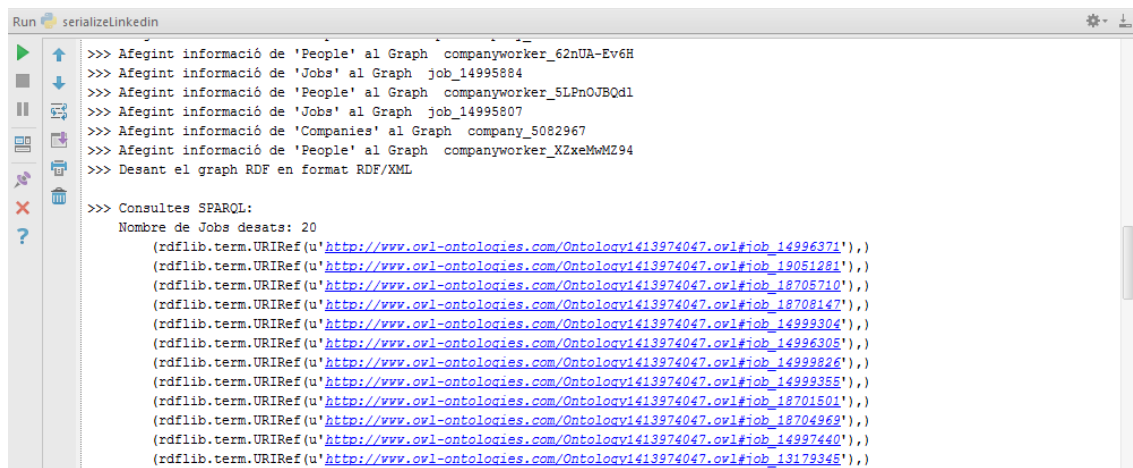 Run serializeLinkedin
>>> Afegint informació de 'People' al Graph companyworker_62nUA-Ev6H
>>> Afegint informació de 'Jobs' al Graph job_14995884
>>> Afegint informació de 'People' al Graph companyworker_5LPnOJBQdl
>>> Afegint informació de 'Jobs' al Graph job_14995807
>>> Afegint informació de 'Companies' al Graph company_5082967
>>> Afegint informació de 'People' al Graph companyworker_XZxeMwMZ94
>>> Desant el graph RDF en format RDF/XML
>>> Consultes SPARQL:
Nombre de Jobs desats: 20
(rdflib.term.URIRef(u'http://www.owl-ontologies.com/Ontology1413974047.owl#job_14996371'),)
(rdflib.term.URIRef(u'http://www.owl-ontologies.com/Ontology1413974047.owl#job_19051281'),)
(rdflib.term.URIRef(u'http://www.owl-ontologies.com/Ontology1413974047.owl#job_18705710'),)
(rdflib.term.URIRef(u'http://www.owl-ontologies.com/Ontology1413974047.owl#job_18708147'),)
(rdflib.term.URIRef(u'http://www.owl-ontologies.com/Ontology1413974047.owl#job_14999304'),)
(rdflib.term.URIRef(u'http://www.owl-ontologies.com/Ontology1413974047.owl#job_14996305'),)
(rdflib.term.URIRef(u'http://www.owl-ontologies.com/Ontology1413974047.owl#job_14999826'),)
(rdflib.term.URIRef(u'http://www.owl-ontologies.com/Ontology1413974047.owl#job_14999355'),)
(rdflib.term.URIRef(u'http://www.owl-ontologies.com/Ontology1413974047.owl#job_18701501'),)
(rdflib.term.URIRef(u'http://www.owl-ontologies.com/Ontology1413974047.owl#job_18704969'),)
(rdflib.term.URIRef(u'http://www.owl-ontologies.com/Ontology1413974047.owl#job_14997440'),)
(rdflib.term.URIRef(u'http://www.owl-ontologies.com/Ontology1413974047.owl#job_13179345'),)